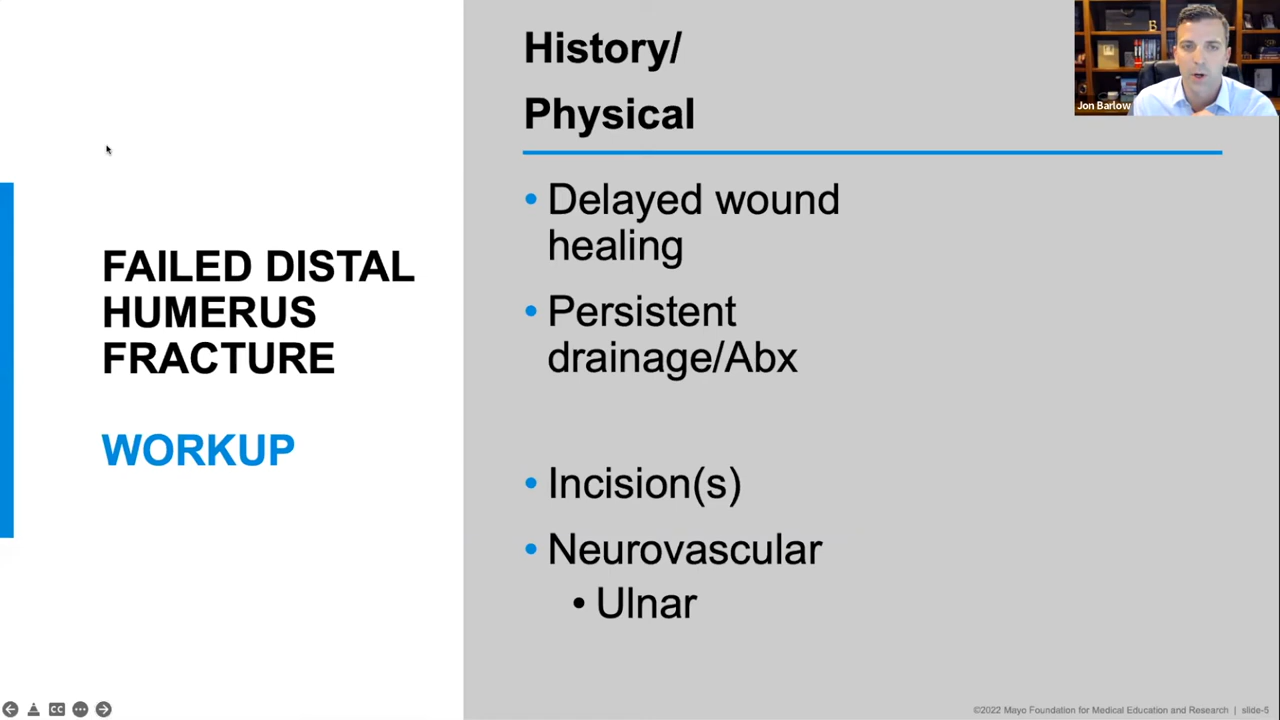 FAILED DISTAL
HUMERUS
FRACTURE
WORKUP
History/
Physical
• Delayed wound
healing
• Persistent
drainage/Abx
• Incision(s)
• Neurovascular
• Ulnar
Jon Barlow
CC
©2022 Mayo Foundation for Medical Education and Research | slide-5